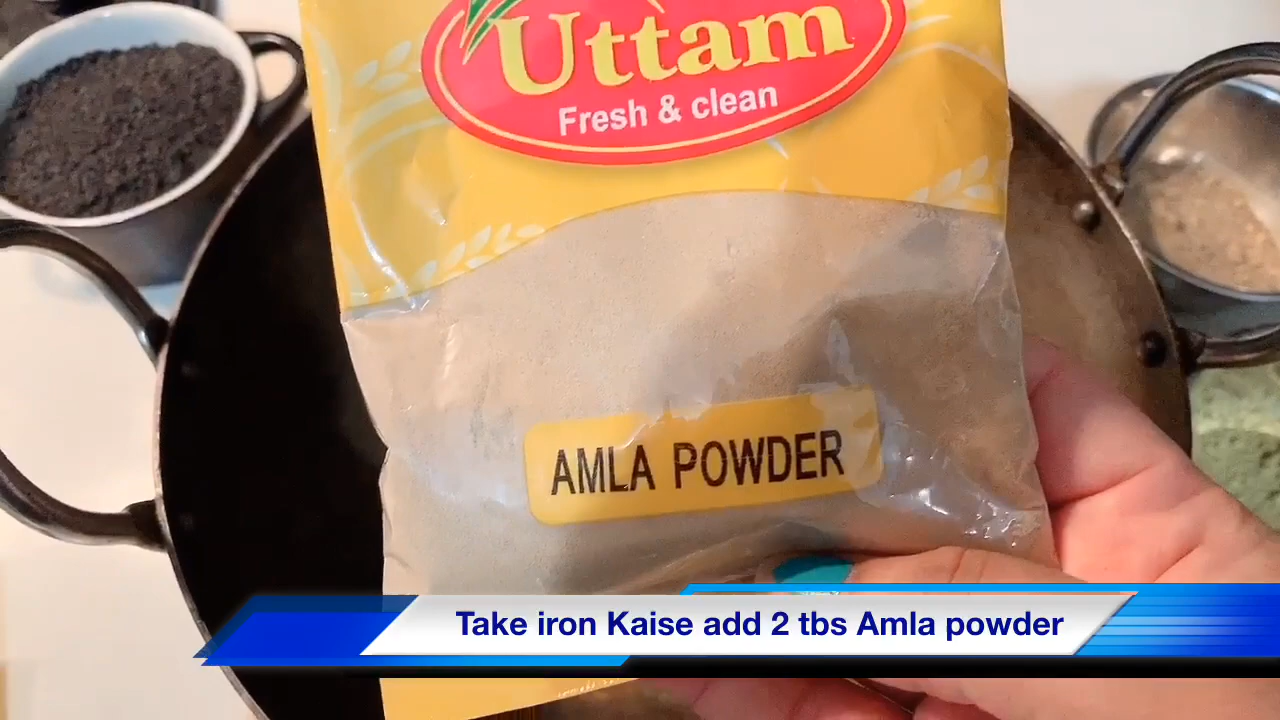 Uttam
Fresh & clean
AMLA POWDER
Take iron Kaise add 2 tbs Amla powder